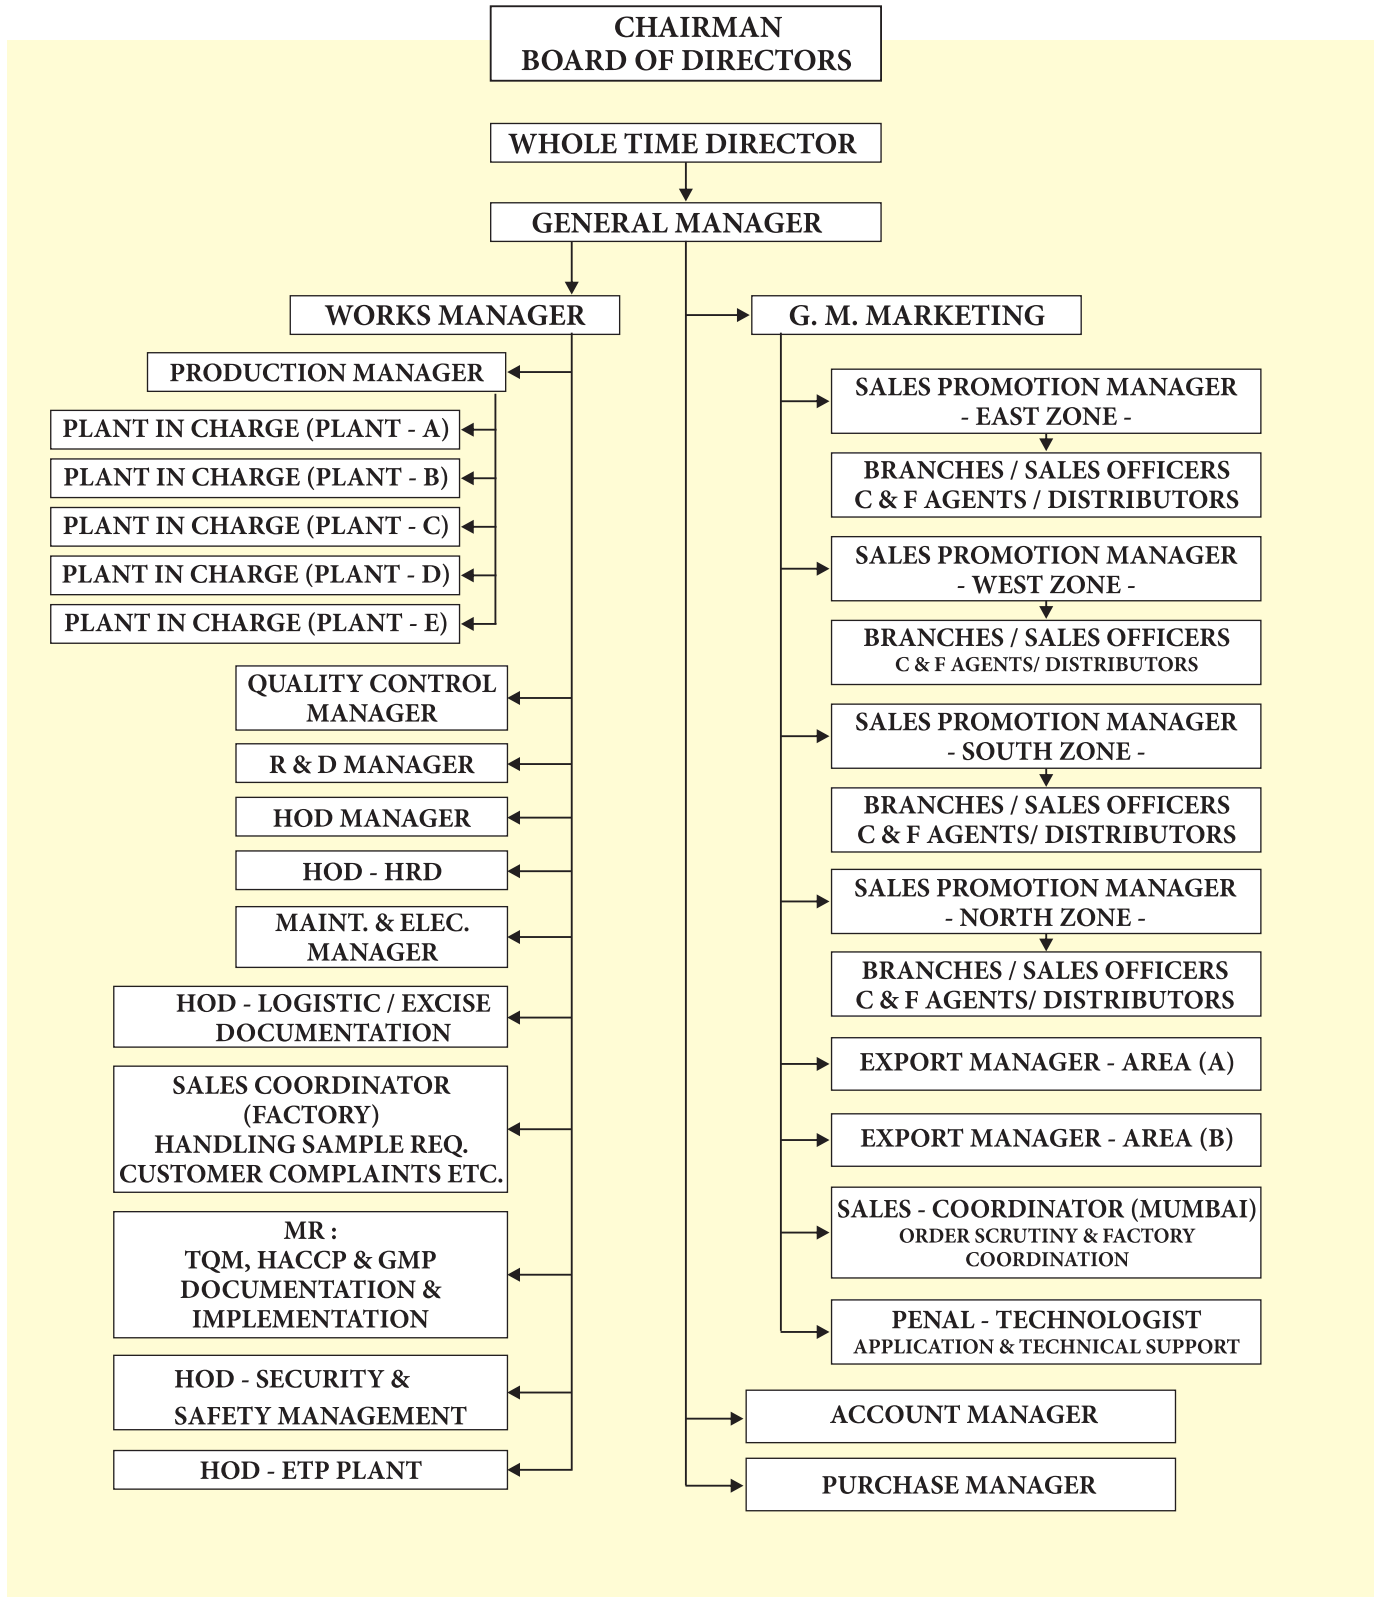 CHAIRMAN
BOARD OF DIRECTORS
WHOLE TIME DIRECTOR
GENERAL MANAGER
WORKS MANAGER
PRODUCTION MANAGER
PLANT IN CHARGE (PLANT - A)
PLANT IN CHARGE (PLANT - B)
PLANT IN CHARGE (PLANT - C)
PLANT IN CHARGE (PLANT - D)
PLANT IN CHARGE (PLANT - E)
QUALITY CONTROL
MANAGER
R & D MANAGER
HOD MANAGER
HOD - HRD
MAINT. & ELEC.
MANAGER
HOD - LOGISTIC / EXCISE
DOCUMENTATION
SALES COORDINATOR
(FACTORY)
HANDLING SAMPLE REQ.
CUSTOMER COMPLAINTS ETC.
MR :
TQM, HACCP & GMP
DOCUMENTATION &
IMPLEMENTATION
HOD - SECURITY &
SAFETY MANAGEMENT
HOD - ETP PLANT
G. M. MARKETING
SALES PROMOTION MANAGER
- EAST ZONE -
BRANCHES / SALES OFFICERS
C & F AGENTS / DISTRIBUTORS
SALES PROMOTION MANAGER
- WEST ZONE -
BRANCHES / SALES OFFICERS
C & F AGENTS/ DISTRIBUTORS
SALES PROMOTION MANAGER
- SOUTH ZONE -
BRANCHES / SALES OFFICERS
C & F AGENTS/ DISTRIBUTORS
SALES PROMOTION MANAGER
- NORTH ZONE -
BRANCHES / SALES OFFICERS
C & F AGENTS/ DISTRIBUTORS
EXPORT MANAGER - AREA (A)
EXPORT MANAGER - AREA (B)
SALES - COORDINATOR (MUMBAI)
ORDER SCRUTINY & FACTORY
COORDINATION
PENAL - TECHNOLOGIST
APPLICATION & TECHNICAL SUPPORT
ACCOUNT MANAGER
PURCHASE MANAGER